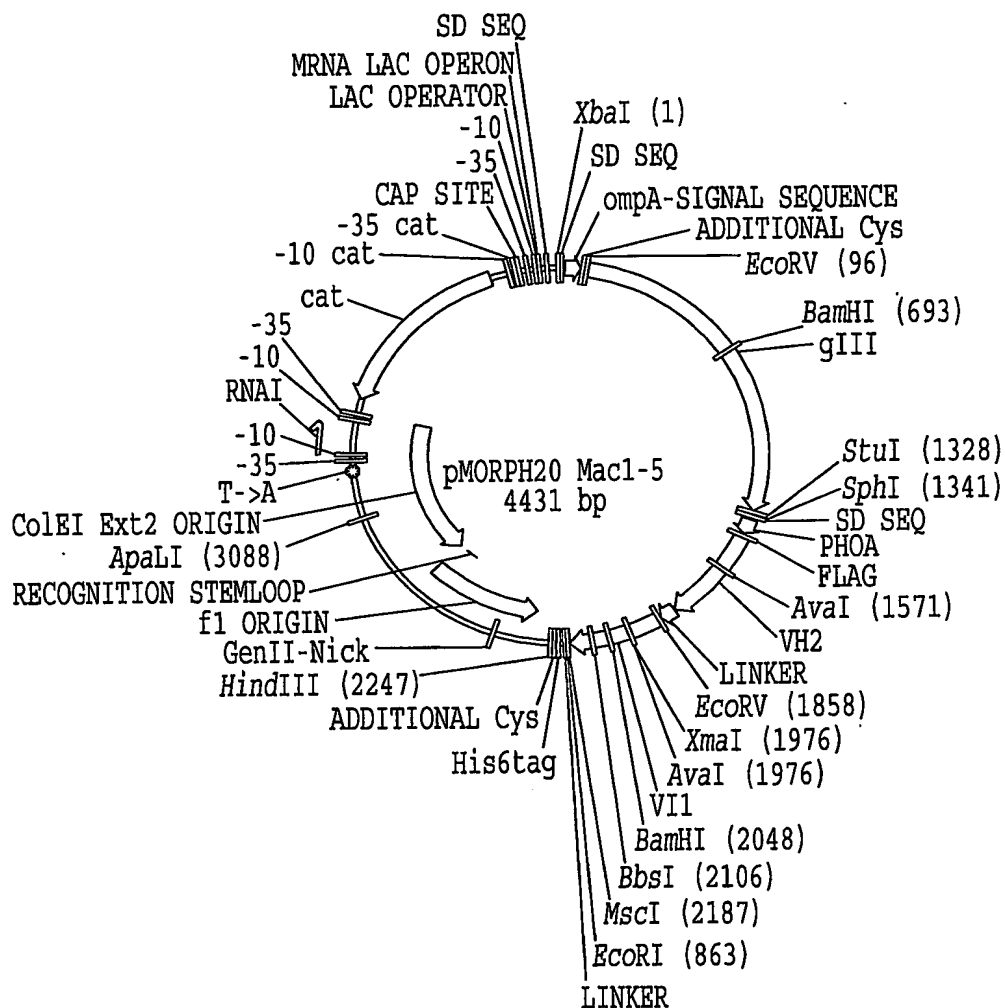 SD SEQ
MRNA LAC OPERON
LAC OPERATOR
-10
-35
CAP SITE
-35 cat
-10 cat
cat
-35
-10
RNAI
-10
-35
T->A
ColEI Ext2 ORIGIN
ApaLI (3088)
RECOGNITION STEMLOOP
f1 ORIGIN
GenII-Nick
HindIII (2247)
ADDITIONAL Cys
His6tag
XbaI (1)
SD SEQ
ompA-SIGNAL SEQUENCE
ADDITIONAL Cys
EcoRV (96)
BamHI (693)
gIII
StuI (1328)
SphI (1341)
SD SEQ
PHOA
FLAG
AvaI (1571)
VH2
LINKER
EcoRV (1858)
XmaI (1976)
AvaI (1976)
VI1
BamHI (2048)
BbsI (2106)
MscI (2187)
EcoRI (863)
LINKER
pMORPH20 Mac1-5
4431 bp